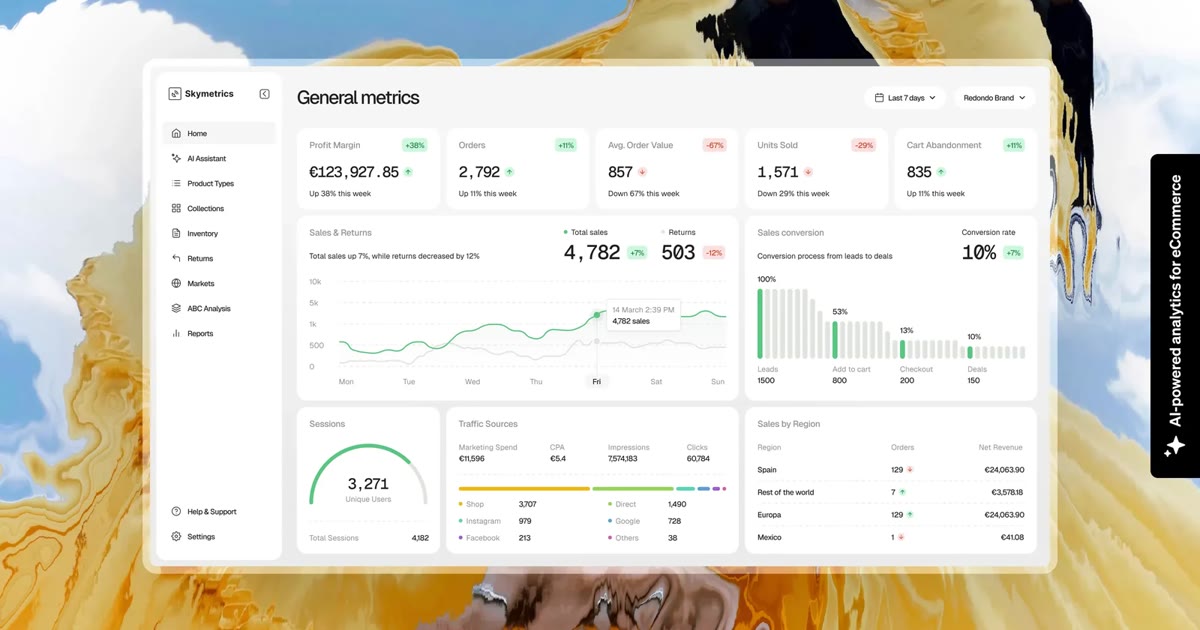 Skymetrics
Home
AI Assistant
Product Types
Collections
Inventory
Returns
Markets
ABC Analysis
Reports
Help & Support
Settings
General metrics
Last 7 days
Redondo Brand
Profit Margin +38%
€123,927.85
Up 38% this week
Orders +11%
2,792
Up 11% this week
Avg. Order Value -67%
857
Down 67% this week
Units Sold -29%
1,571
Down 29% this week
Cart Abandonment +11%
835
Up 11% this week
Sales & Returns
Total sales up 7%, while returns decreased by 12%
Total sales
4,782 +7%
Returns
503 -12%
10k
5k
1k
500
0
14 March 2:39 PM
4,782 sales
Mon Tue Wed Thu Fri Sat Sun
Sales conversion
Conversion process from leads to deals
Conversion rate
10% +7%
100%
53%
13%
10%
Leads Add to cart Checkout Deals
1500 800 200 150
Sessions
3,271
Unique Users
Total Sessions 4,182
Traffic Sources
Marketing Spend CPA Impressions Clicks
€11,596 €5.4 7,574,183 60,784
Shop 3,707 Direct 1,490
Instagram 979 Google 728
Facebook 213 Others 38
Sales by Region
Region Orders Net Revenue
Spain 129 €24,063.90
Rest of the world 7 €3,578.18
Europa 129 €24,063.90
Mexico 1 €41.08
AI-powered analytics for eCommerce